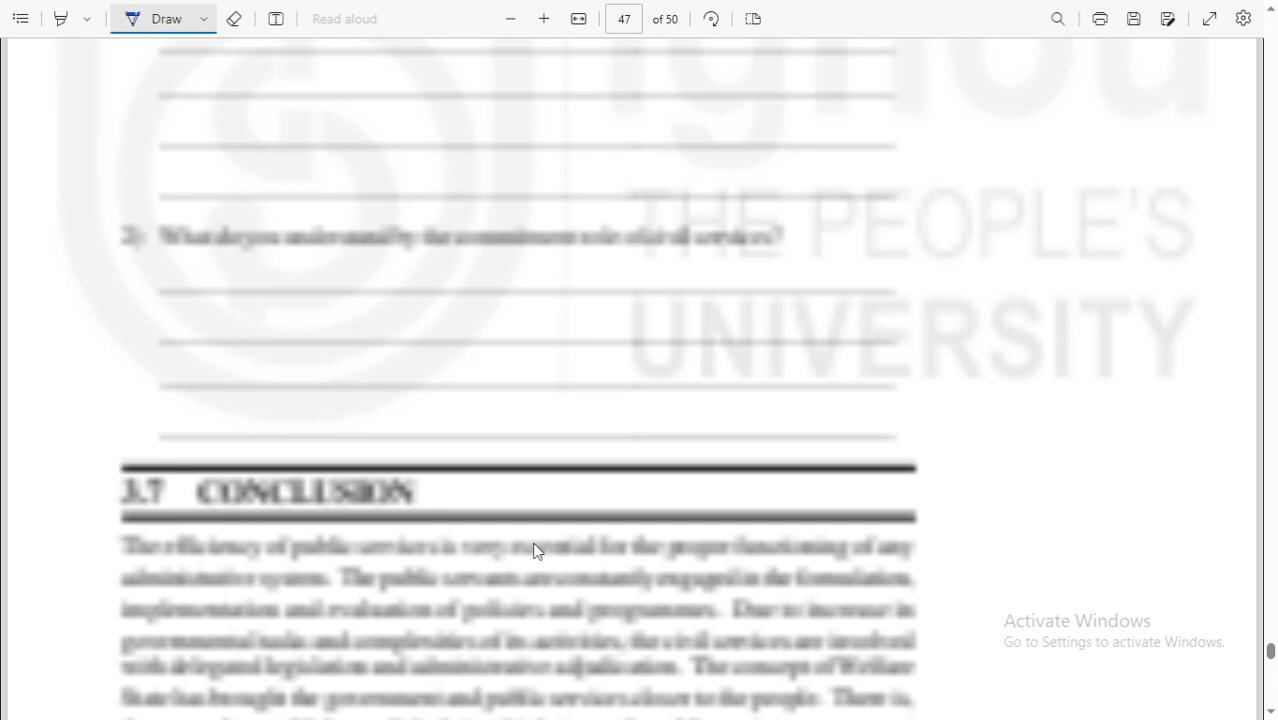 Draw
Read aloud
47 of 50
ignou
THE PEOPLE'S
UNIVERSITY
2) What do you understand by the commitment role of civil services?
3.7 CONCLUSION
The efficiency of public services is very essential for the proper functioning of any
administrative system. The public servants are constantly engaged in the formulation,
implementation and evaluation of policies and programmes. Due to increase in
governmental tasks and complexities of its activities, the civil services are involved
with delegated legislation and administrative adjudication. The concept of Welfare
State has brought the government and public services closer to the people. There is,
Activate Windows
Go to Settings to activate Windows.